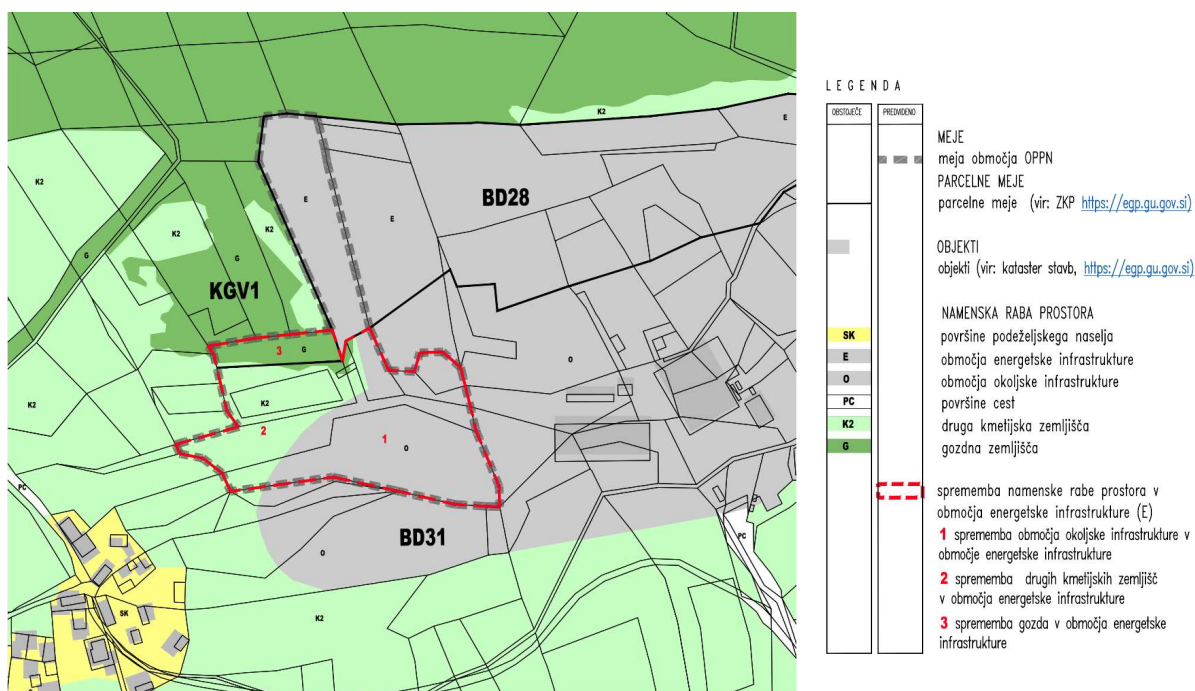 K2
E
K2
BD28
E
E
K2
K2
G
G
KGV1
3
G
O
K2
K2
2
1
O
PC
BD31
O
PC
SK
K2
L E G E N D A
OBSTOJEČE
PREDVIDENO
MEJE
meja območja OPPN
PARCELNE MEJE
parcelne meje (vir: ZKP https://egp.gu.gov.si)
OBJEKTI
objekti (vir: kataster stavb, https://egp.gu.gov.si)
NAMENSKA RABA PROSTORA
SK površine podeželjskega naselja
E območja energetske infrastrukture
O območja okoljske infrastrukture
PC površine cest
K2 druga kmetijska zemljišča
G gozdna zemljišča
sprememba namenske rabe prostora v
območja energetske infrastrukture (E)
1 sprememba območja okoljske infrastrukture v
območje energetske infrastrukture
2 sprememba drugih kmetijskih zemljišč
v območja energetske infrastrukture
3 sprememba gozda v območja energetske
infrastrukture